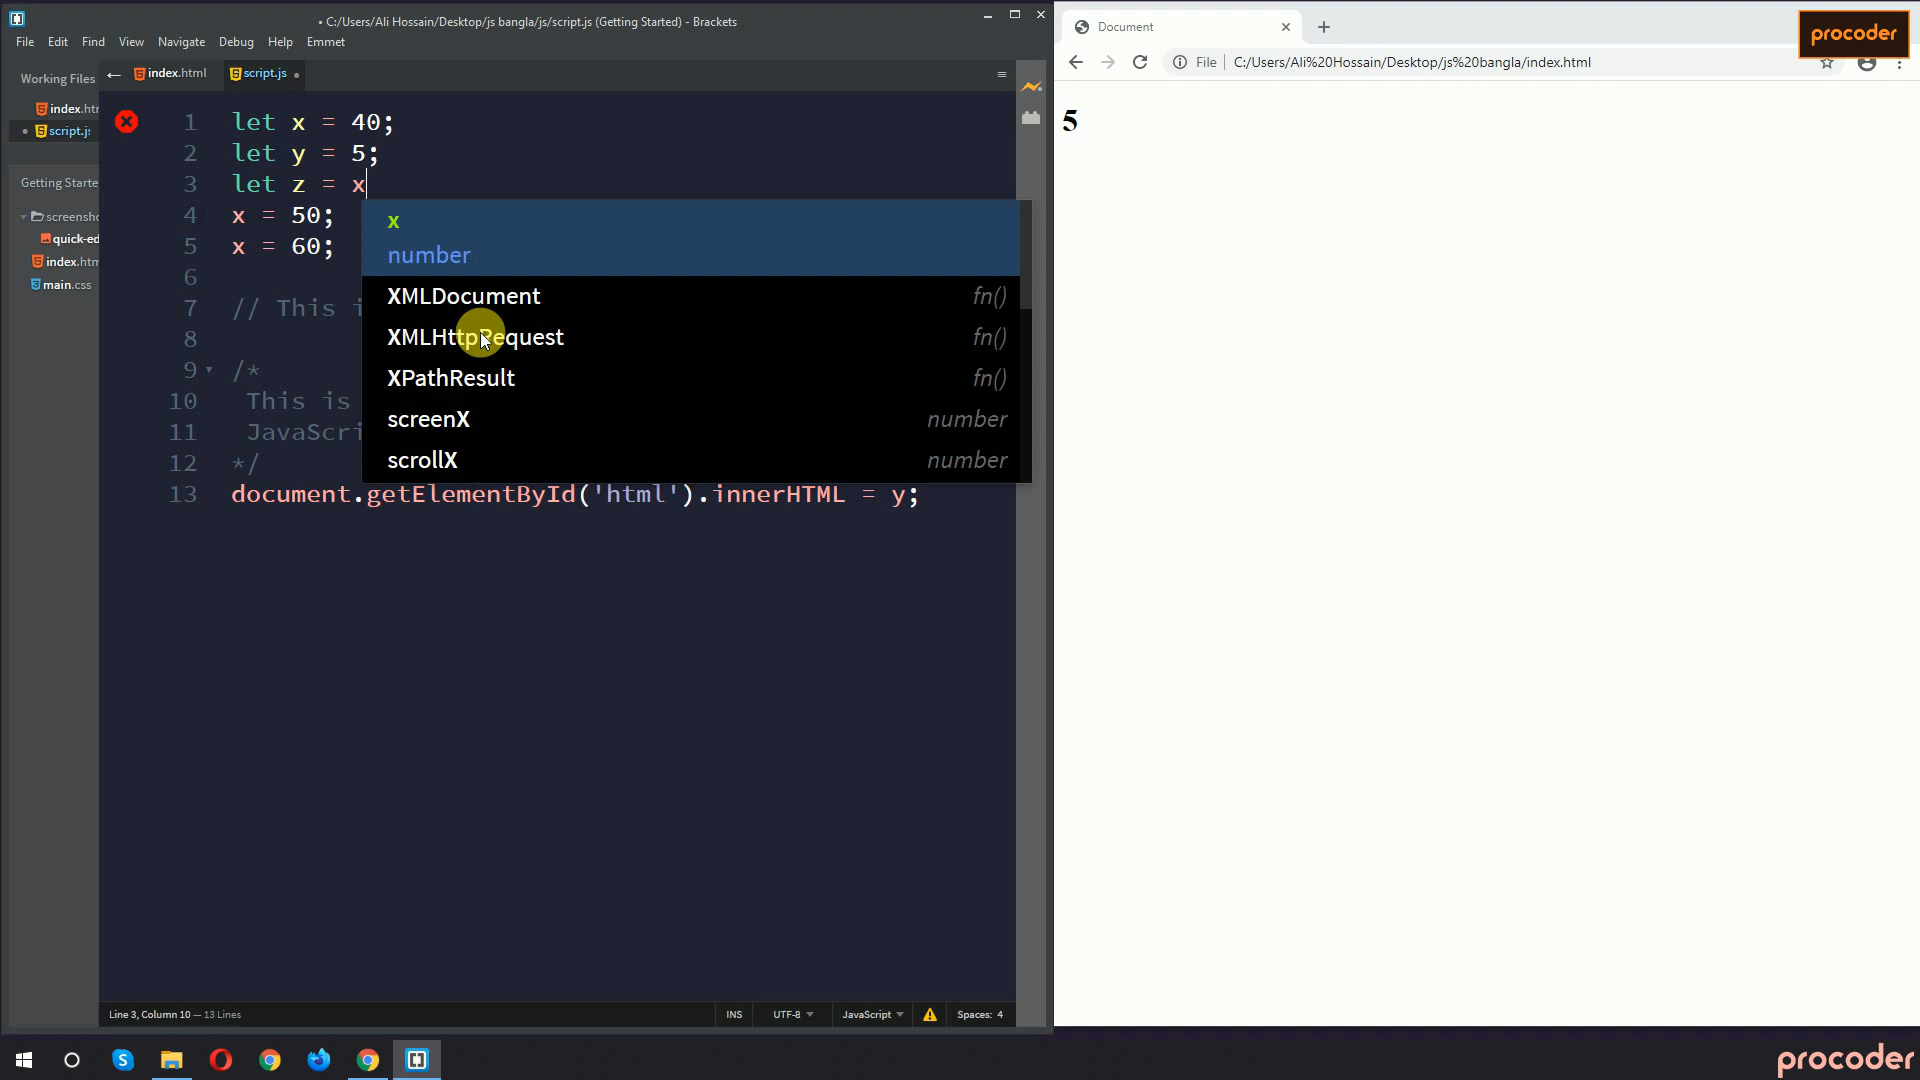 • C:/Users/Ali Hossain/Desktop/js bangla/js/script.js (Getting Started) - Brackets
File Edit Find View Navigate Debug Help Emmet
Working Files
index.htm
• script.js
Getting Starte
screensho
quick-ed
index.htm
main.css
index.html script.js •
1 let x = 40;
2 let y = 5;
3 let z = x
4 x = 50;
5 x = 60;
6
7 // This i
8
9 /*
10 This is
11 JavaScri
12 */
13 document.getElementById('html').innerHTML = y;
x
number
XMLDocument fn()
XMLHttpRequest fn()
XPathResult fn()
screenX number
scrollX number
Line 3, Column 10 — 13 Lines
INS UTF-8 JavaScript Spaces: 4
Document
File C:/Users/Ali%20Hossain/Desktop/js%20bangla/index.html
procoder
5
procoder